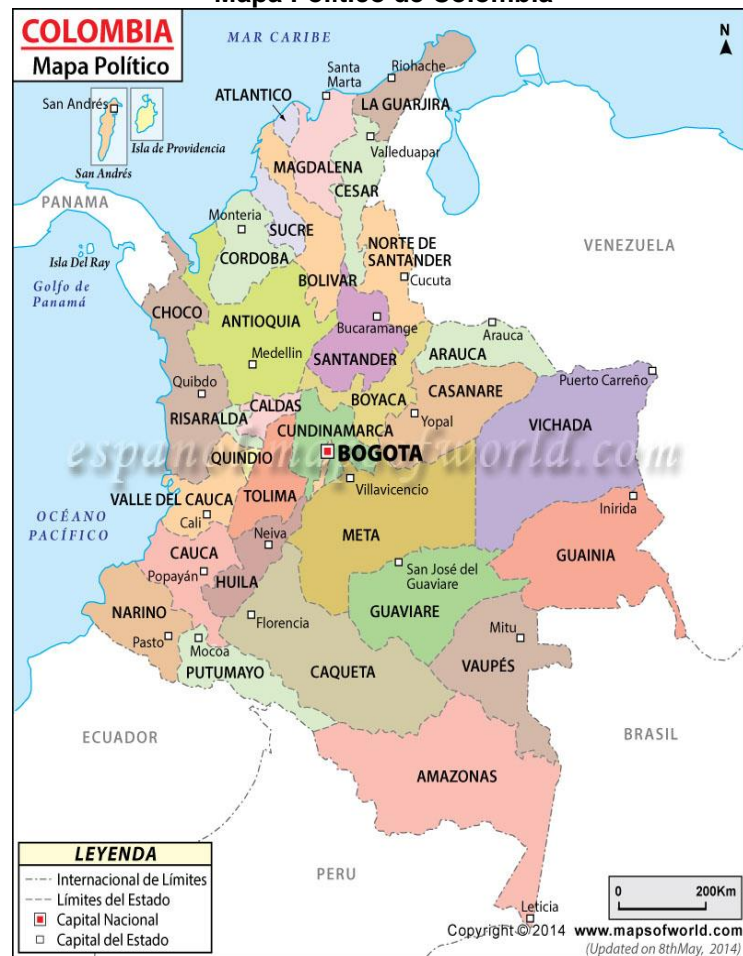 Mapa Político de Colombia
COLOMBIA
Mapa Político
MAR CARIBE
N
San Andrés
Isla de Providencia
San Andrés
Santa
Marta
Riohache
ATLANTICO
LA GUARJIRA
Valleduapar
MAGDALENA
CESAR
PANAMA
Monteria
SUCRE
CORDOBA
NORTE DE
SANTANDER
VENEZUELA
Isla Del Ray
Golfo de
Panamá
BOLIVAR
Cucuta
CHOCO
ANTIOQUIA
Bucaramange
Arauca
Medellin
SANTANDER
ARAUCA
Puerto Carreño
Quibdo
BOYACA
CASANARE
RISARALDA
CALDAS
Yopal
VICHADA
CUNDINAMARCA
espanol.mapsofworld.com
QUINDIO
BOGOTA
VALLE DEL CAUCA
TOLIMA
Villavicencio
Inirida
OCÉANO
PACÍFICO
Cali
Neiva
META
CAUCA
GUAINIA
Popayán
HUILA
San José del
Guaviare
NARINO
Florencia
GUAVIARE
Mitu
Pasto
Mocoa
VAUPÉS
PUTUMAYO
CAQUETA
ECUADOR
BRASIL
AMAZONAS
LEYENDA
Internacional de Límites
Límites del Estado
Capital Nacional
Capital del Estado
PERU
0 200Km
Leticia
Copyright © 2014 www.mapsofworld.com
(Updated on 8thMay, 2014)